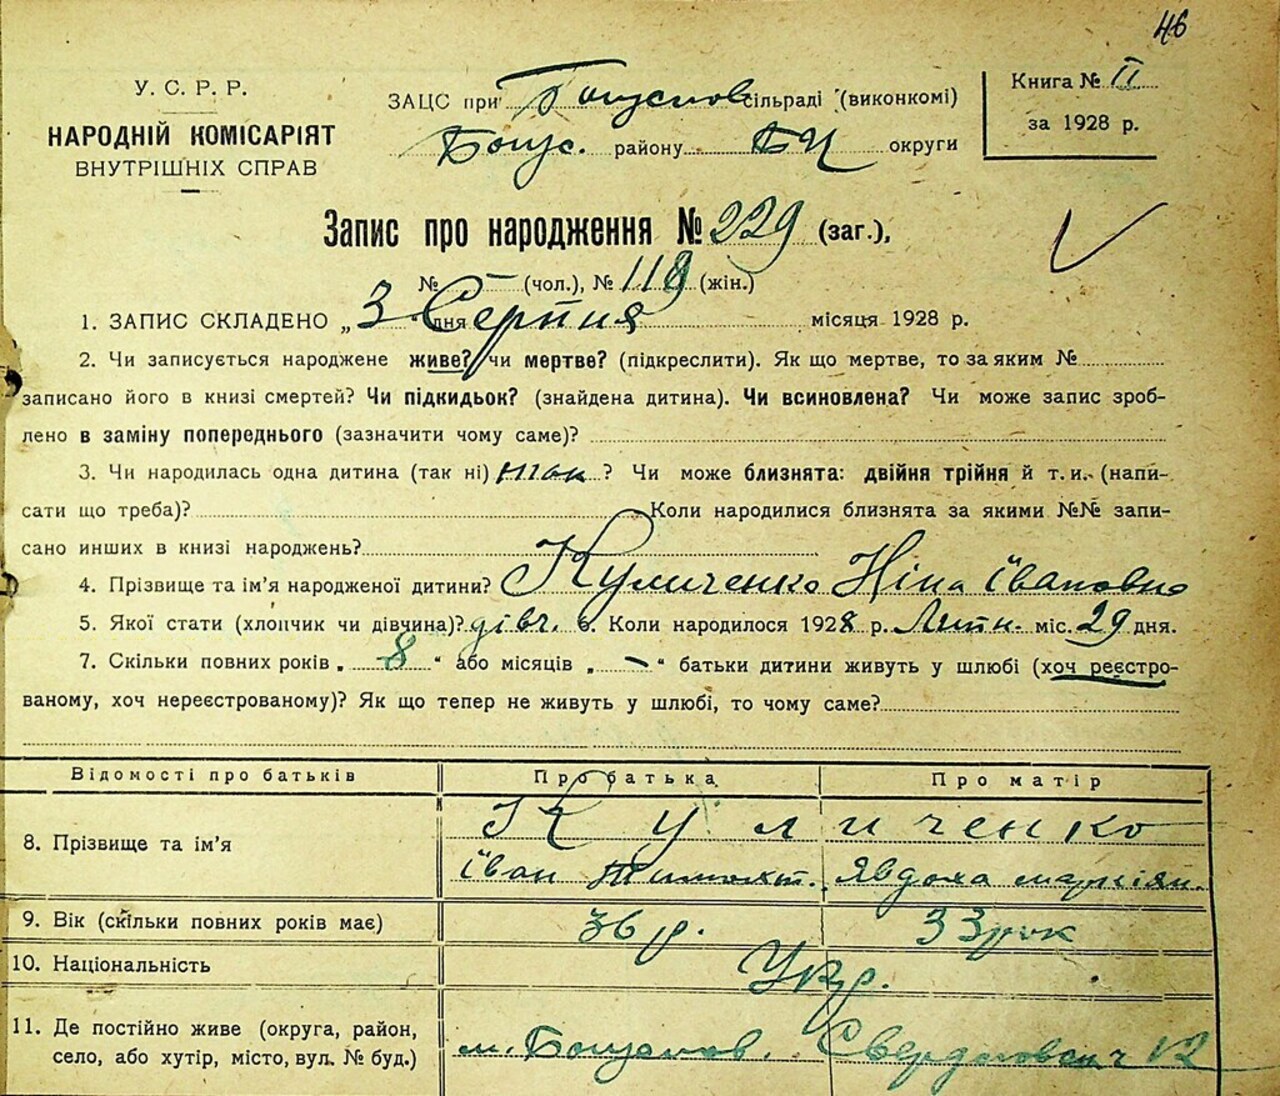 46
У. С. Р. Р.
НАРОДНІЙ КОМІСАРІЯТ
ВНУТРІШНІХ СПРАВ
ЗАЦС при Богуслов сільраді (виконкомі)
Богус. району БЦ округи
Книга № II
за 1928 р.
Запис про народження № 229 (заг.),
№ — (чол.), № 118 (жін.)
1. ЗАПИС СКЛАДЕНО „ 3 “ дня Серпня місяця 1928 р.
2. Чи записується народжене живе? чи мертве? (підкреслити). Як що мертве, то за яким №
записано його в книзі смертей? Чи підкидьок? (знайдена дитина). Чи всиновлена? Чи може запис зроб-
лено в заміну попереднього (зазначити чому саме)?
3. Чи народилась одна дитина (так ні) так ? Чи може близнята: двійня трійня й т. и. (напи-
сати що треба)? Коли народилися близнята за якими №№ запи-
сано инших в книзі народжень?
4. Прізвище та ім’я народженої дитини? Куличенко Ніна Івановна
5. Якої стати (хлопчик чи дівчина)? дівч. 6. Коли народилося 1928 р. Липн. міс. 29 дня.
7. Скільки повних років „ 8 “ або місяців „ — “ батьки дитини живуть у шлюбі (хоч реєстро-
ваному, хоч нереєстрованому)? Як що тепер не живуть у шлюбі, то чому саме?
Відомості про батьків Про батька Про матір
8. Прізвище та ім’я Куличенко
Іван Тимохт. Явдоха Маркіян.
9. Вік (скільки повних років має) 36 р. 33 рок
10. Національність Укр.
11. Де постійно живе (округа, район,
село, або хутір, місто, вул. № буд.) м.